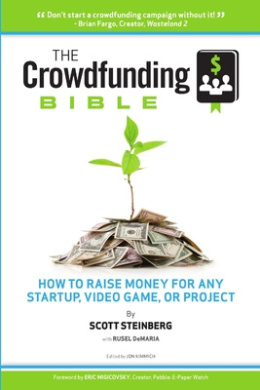 " Don't start a crowdfunding campaign without it! "
- Brian Fargo, Creator, Wasteland 2
THE
Crowdfunding
BIBLE
$
HOW TO RAISE MONEY FOR ANY
STARTUP, VIDEO GAME, OR PROJECT
By
SCOTT STEINBERG
with RUSEL DeMARIA
Edited by JON KIMMICH
Foreword by ERIC MIGICOVSKY, Creator, Pebble E-Paper Watch